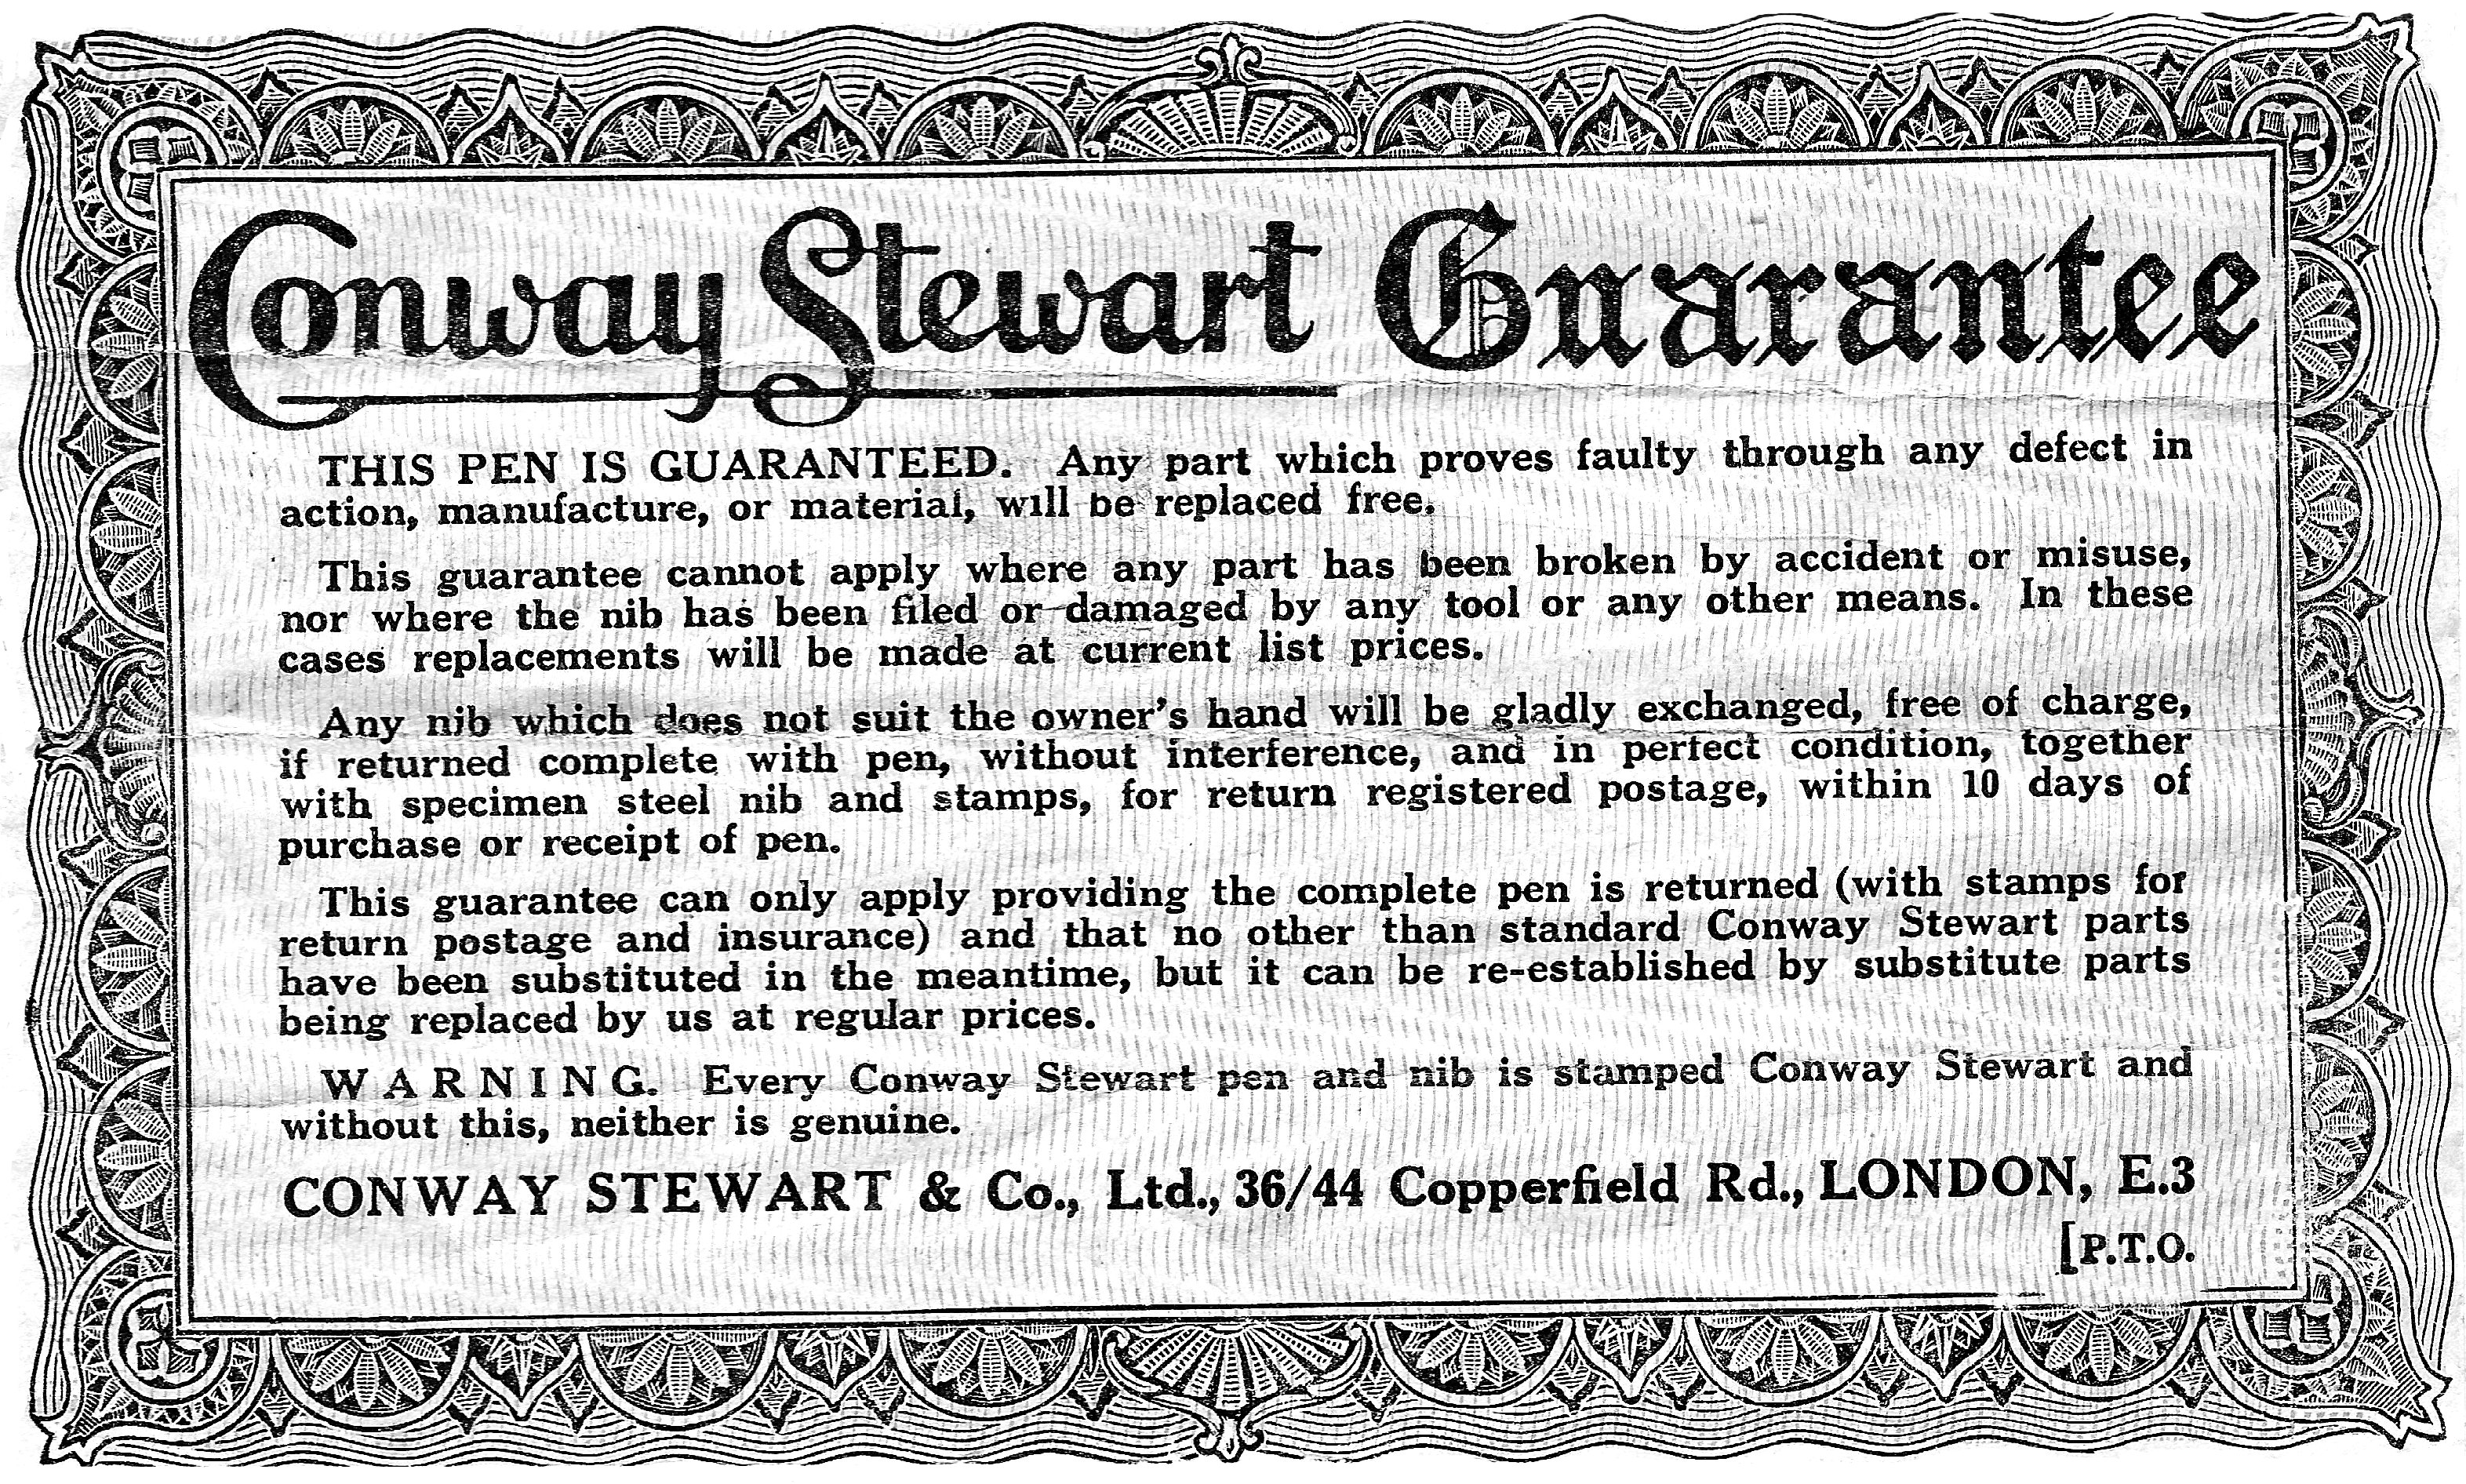 Conway Stewart Guarantee
THIS PEN IS GUARANTEED. Any part which proves faulty through any defect in
action, manufacture, or material, will be replaced free.
This guarantee cannot apply where any part has been broken by accident or misuse,
nor where the nib has been filed or damaged by any tool or any other means. In these
cases replacements will be made at current list prices.
Any nib which does not suit the owner's hand will be gladly exchanged, free of charge,
if returned complete with pen, without interference, and in perfect condition, together
with specimen steel nib and stamps, for return registered postage, within 10 days of
purchase or receipt of pen.
This guarantee can only apply providing the complete pen is returned (with stamps for
return postage and insurance) and that no other than standard Conway Stewart parts
have been substituted in the meantime, but it can be re-established by substitute parts
being replaced by us at regular prices.
WARNING. Every Conway Stewart pen and nib is stamped Conway Stewart and
without this, neither is genuine.
CONWAY STEWART & Co., Ltd., 36/44 Copperfield Rd., LONDON, E.3
[P.T.O.